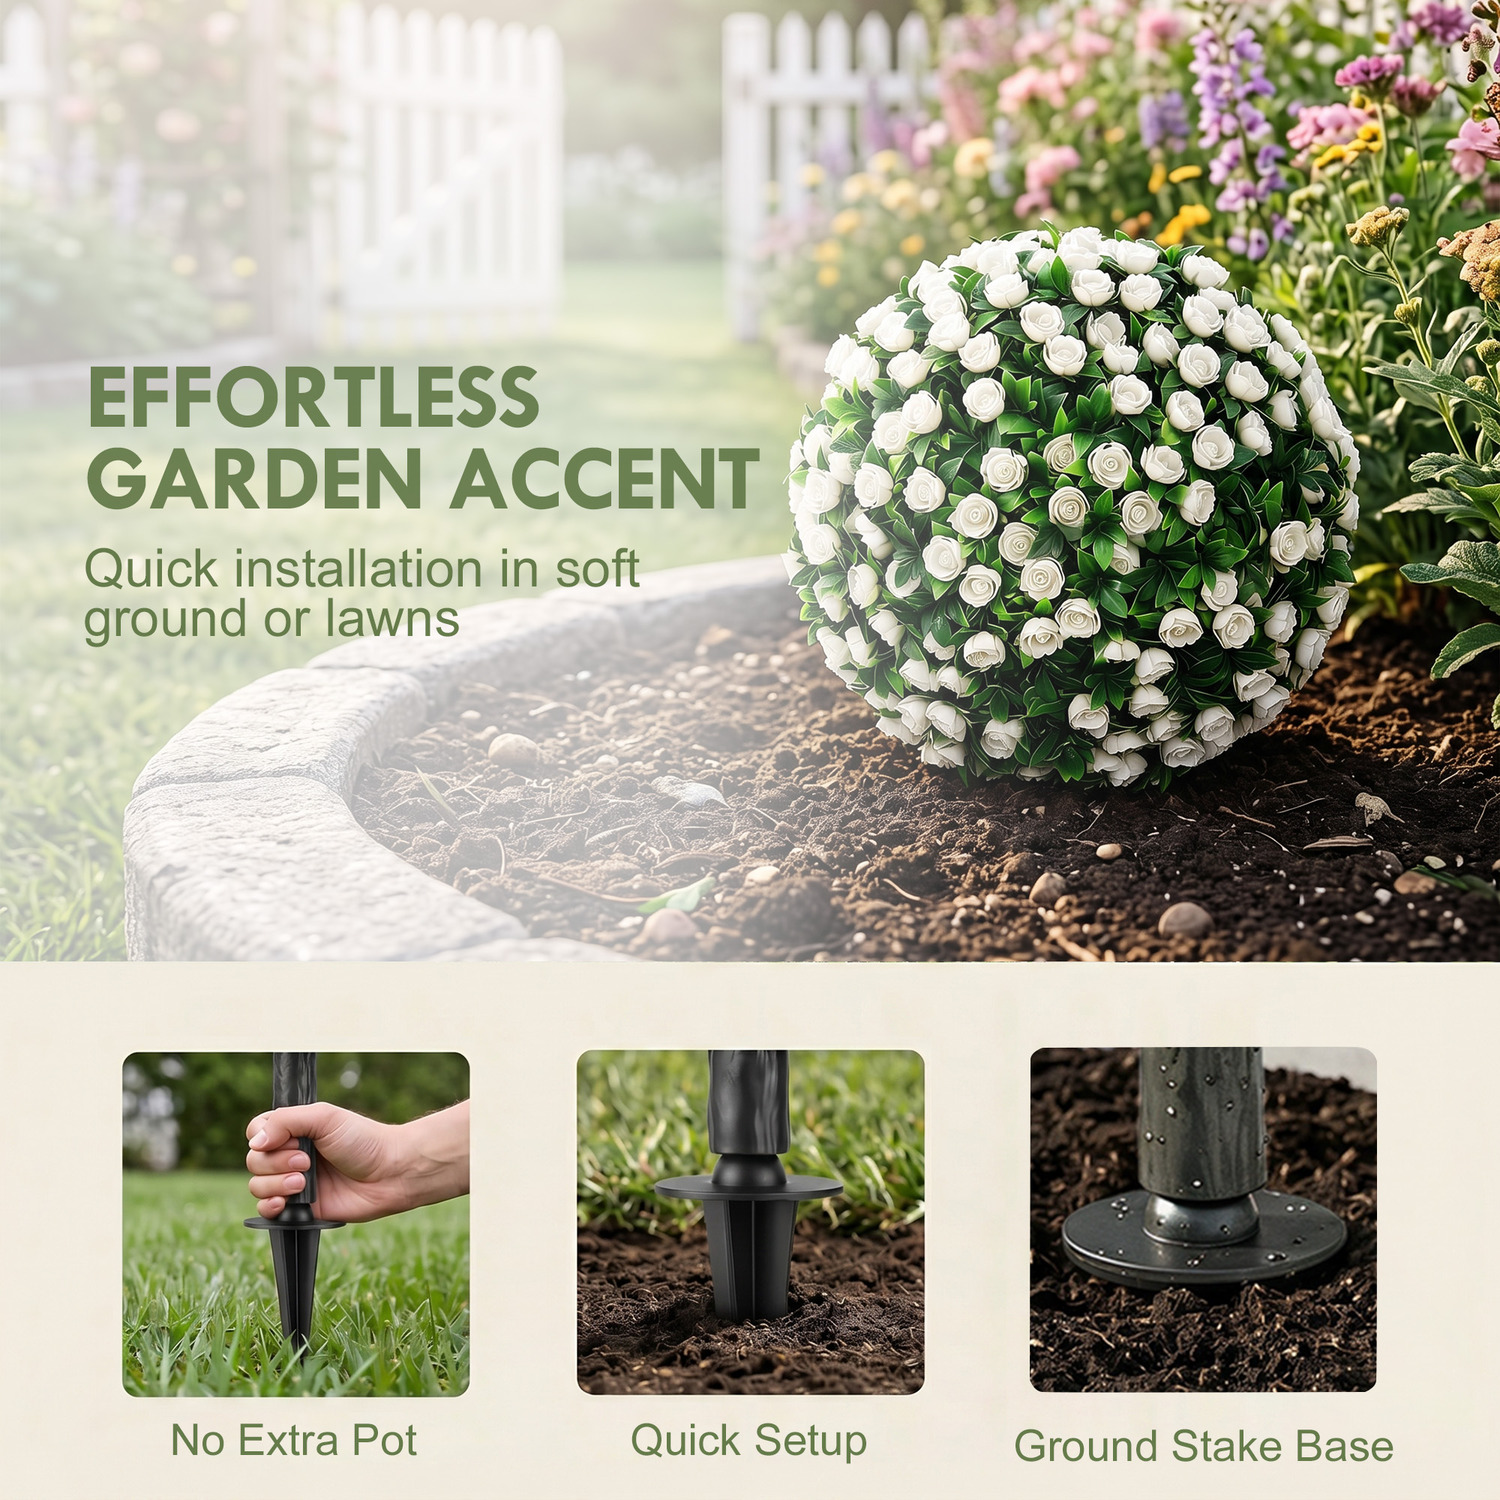 EFFORTLESS
GARDEN ACCENT
Quick installation in soft
ground or lawns
No Extra Pot
Quick Setup
Ground Stake Base